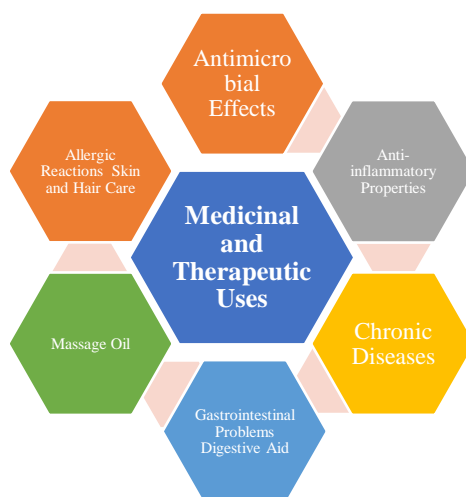 Antimicro
bial
Effects
Anti-
inflammatory
Properties
Chronic
Diseases
Gastrointestinal
Problems
Digestive Aid
Massage Oil
Allergic
Reactions Skin
and Hair Care
Medicinal
and
Therapeutic
Uses